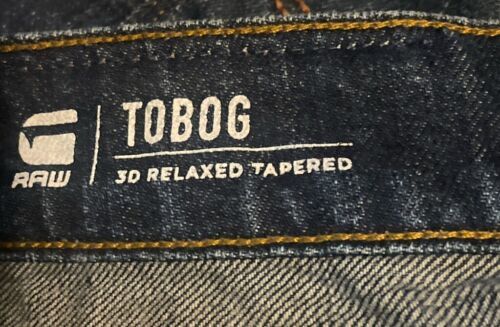 G
RAW
TOBOG
3D RELAXED TAPERED